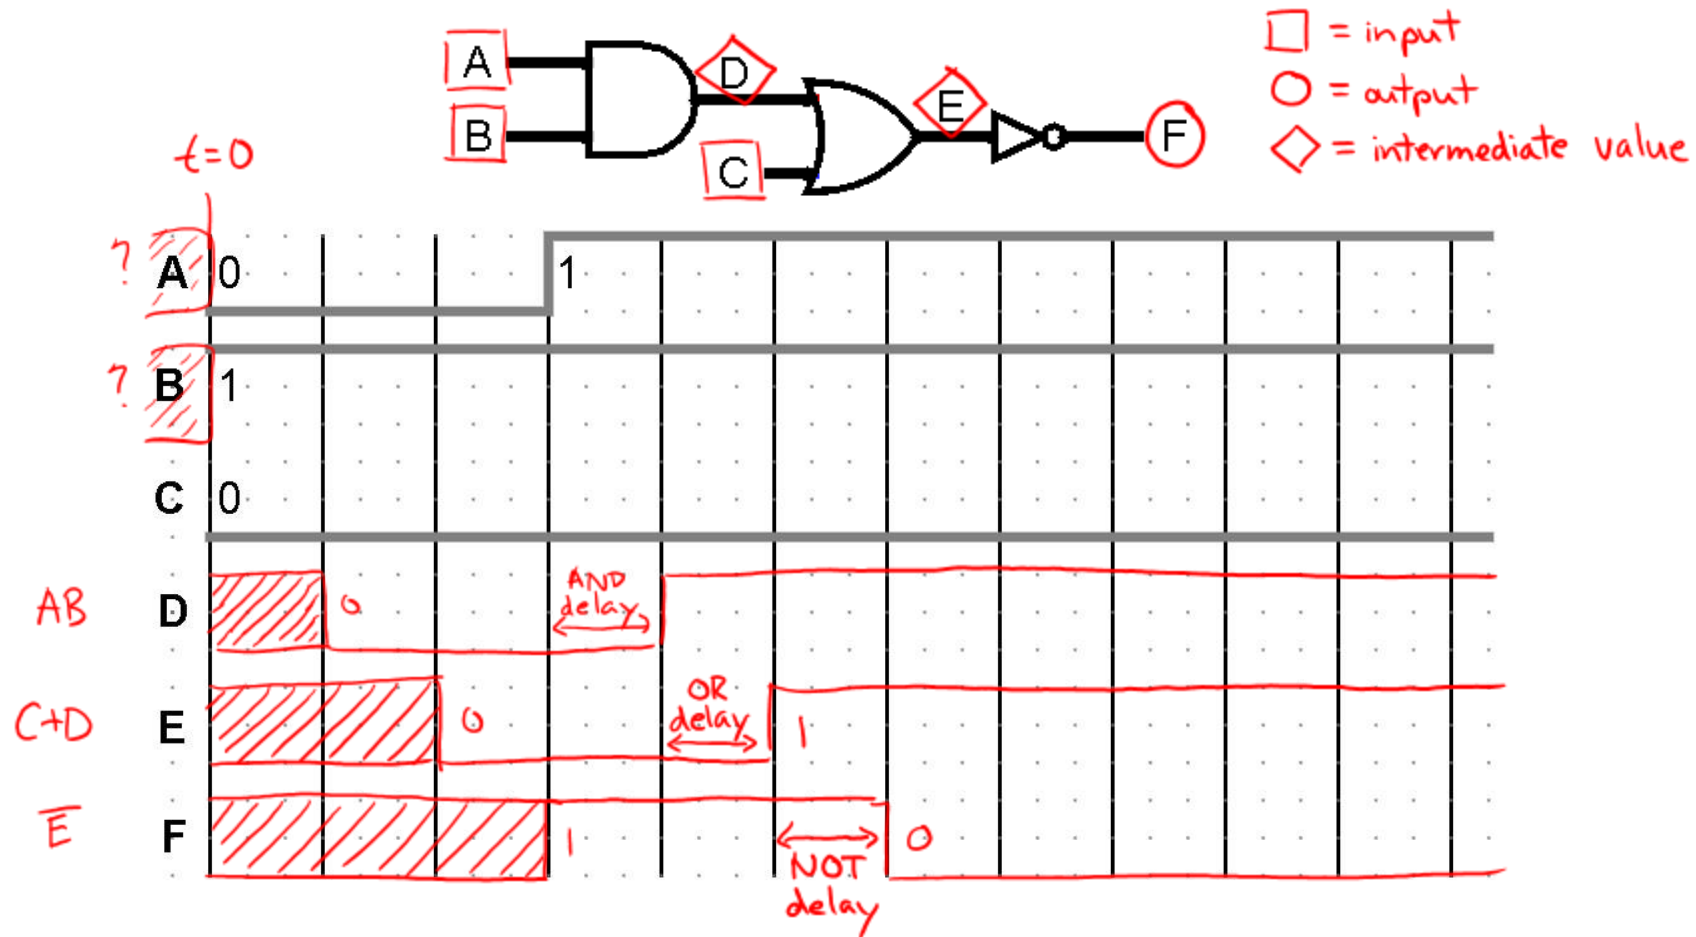 A
B
D
C
E
F
= input
= output
= intermediate value
t=0
? A 0 1
? B 1
C 0
AB D 0 AND
delay
C+D E 0 OR
delay 1
E̅ F 1 NOT
delay 0